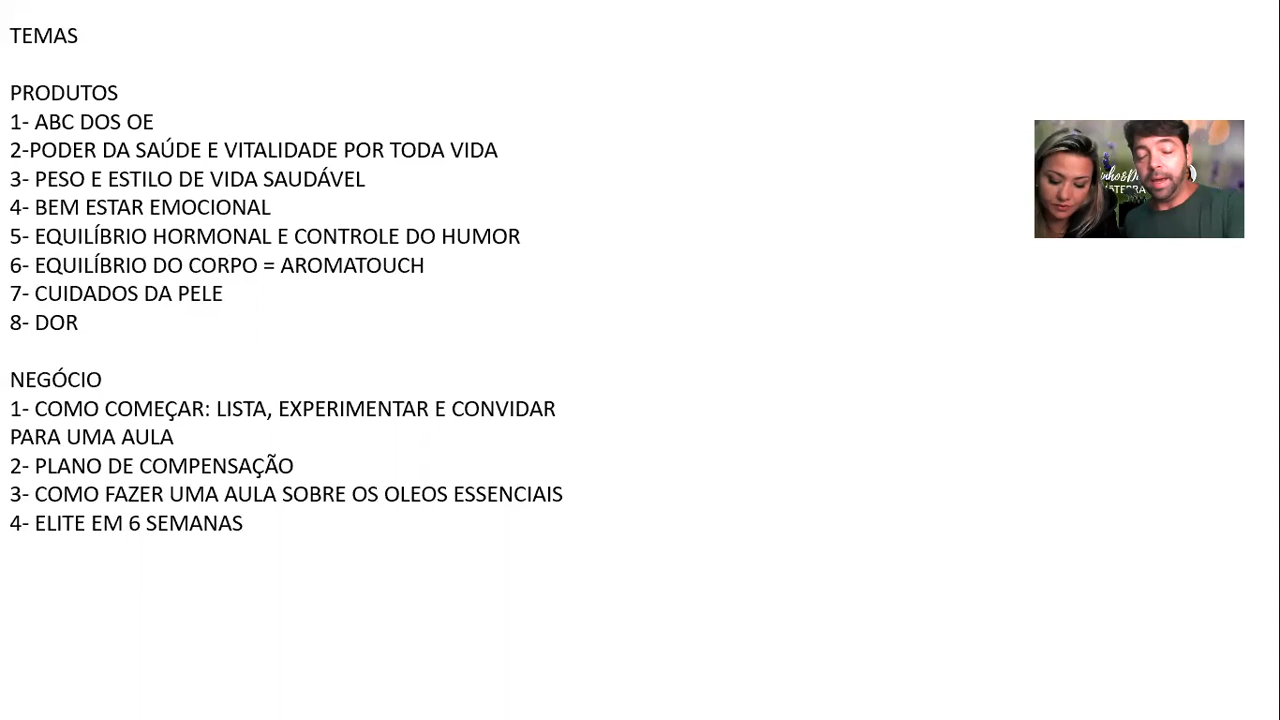 TEMAS
PRODUTOS
1- ABC DOS OE
2-PODER DA SAÚDE E VITALIDADE POR TODA VIDA
3- PESO E ESTILO DE VIDA SAUDÁVEL
4- BEM ESTAR EMOCIONAL
5- EQUILÍBRIO HORMONAL E CONTROLE DO HUMOR
6- EQUILÍBRIO DO CORPO = AROMATOUCH
7- CUIDADOS DA PELE
8- DOR
NEGÓCIO
1- COMO COMEÇAR: LISTA, EXPERIMENTAR E CONVIDAR
PARA UMA AULA
2- PLANO DE COMPENSAÇÃO
3- COMO FAZER UMA AULA SOBRE OS OLEOS ESSENCIAIS
4- ELITE EM 6 SEMANAS